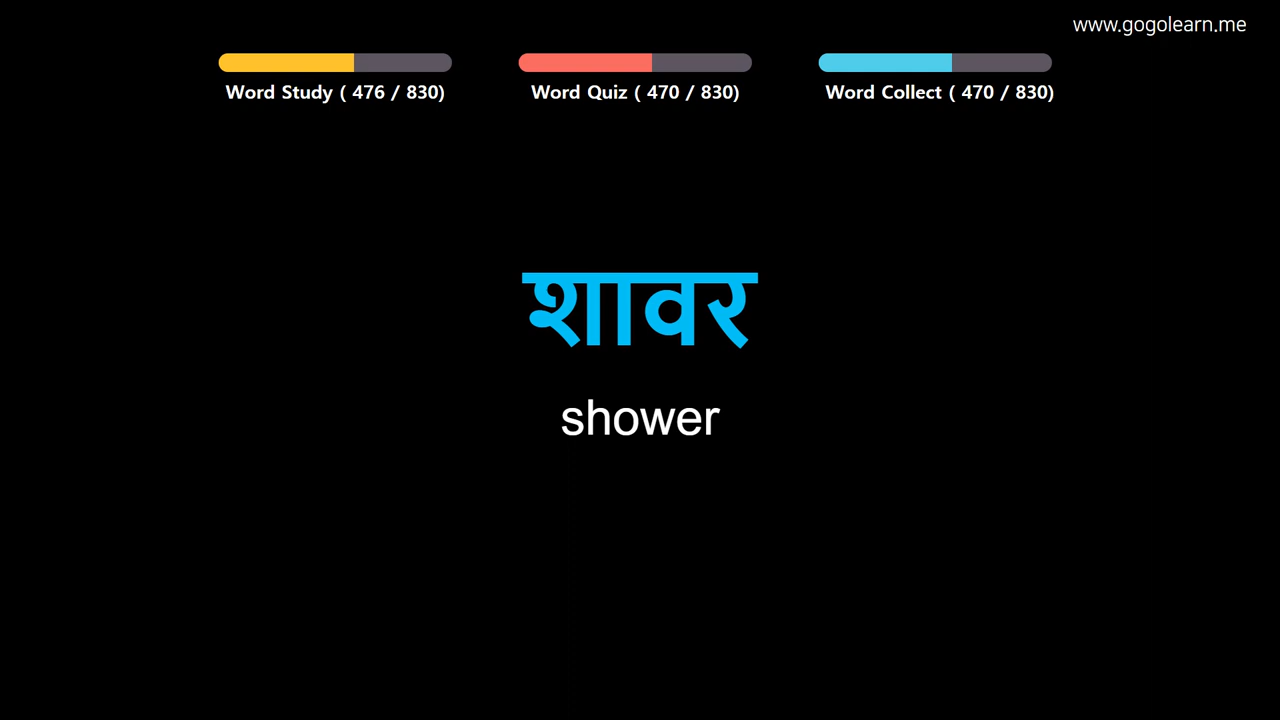 www.gogolearn.me
Word Study ( 476 / 830)
Word Quiz ( 470 / 830)
Word Collect ( 470 / 830)
शावर
shower